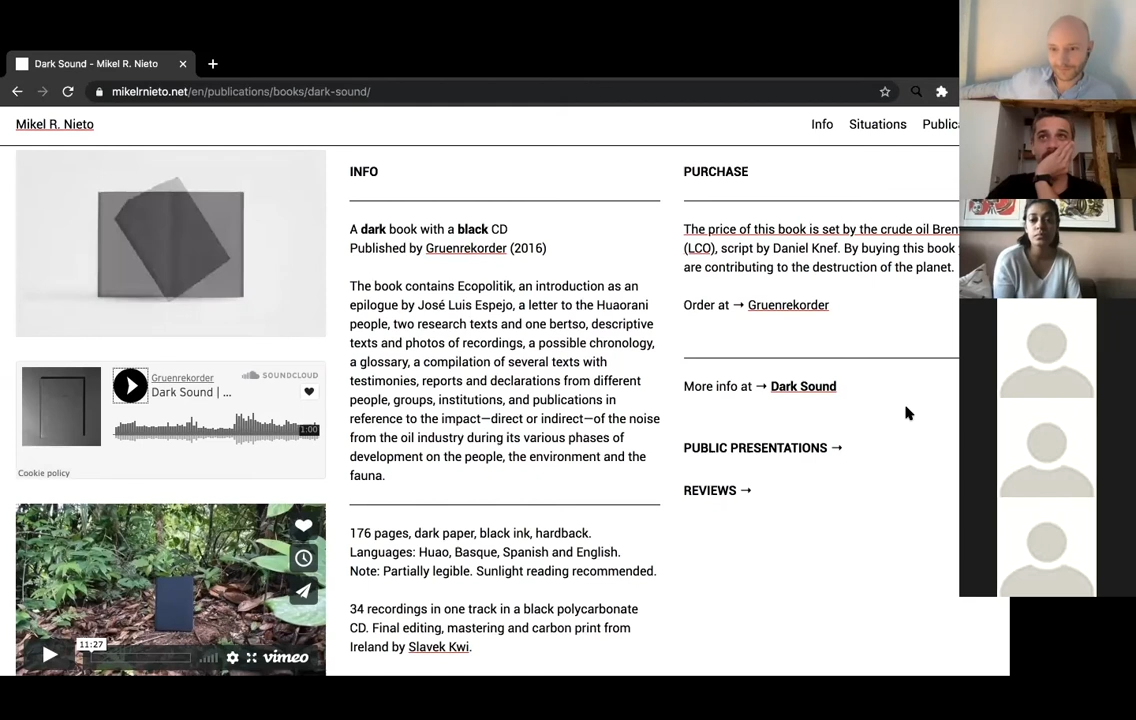 Dark Sound - Mikel R. Nieto
mikelrnieto.net/en/publications/books/dark-sound/
Mikel R. Nieto
Info Situations Publica
INFO
A dark book with a black CD
Published by Gruenrekorder (2016)
The book contains Ecopolitik, an introduction as an
epilogue by José Luis Espejo, a letter to the Huaorani
people, two research texts and one bertso, descriptive
texts and photos of recordings, a possible chronology,
a glossary, a compilation of several texts with
testimonies, reports and declarations from different
people, groups, institutions, and publications in
reference to the impact—direct or indirect—of the noise
from the oil industry during its various phases of
development on the people, the environment and the
fauna.
176 pages, dark paper, black ink, hardback.
Languages: Huao, Basque, Spanish and English.
Note: Partially legible. Sunlight reading recommended.
34 recordings in one track in a black polycarbonate
CD. Final editing, mastering and carbon print from
Ireland by Slavek Kwi.
PURCHASE
The price of this book is set by the crude oil Bren
(LCO), script by Daniel Knef. By buying this book
are contributing to the destruction of the planet.
Order at → Gruenrekorder
More info at → Dark Sound
PUBLIC PRESENTATIONS →
REVIEWS →
Gruenrekorder
SOUNDCLOUD
Dark Sound | ...
1:00
Cookie policy
11:27
vimeo